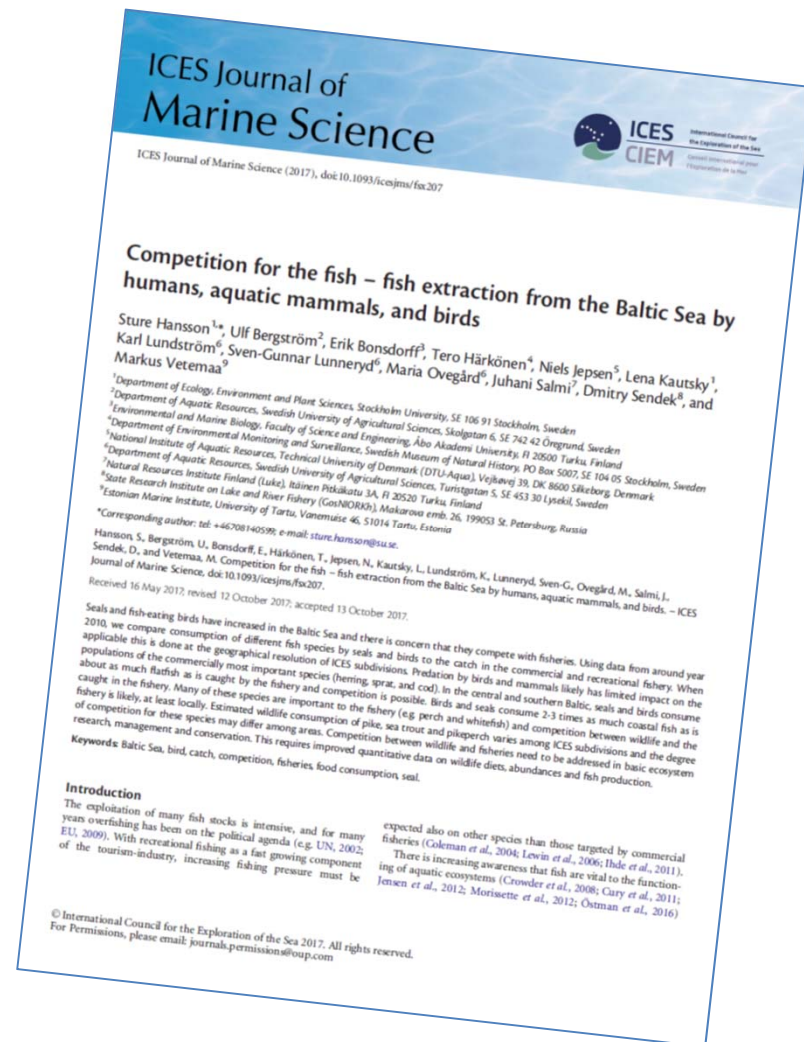 ICES Journal of
Marine Science
ICES
CIEM
International Council for
the Exploration of the Sea
Conseil International pour
l'Exploration de la Mer
ICES Journal of Marine Science (2017), doi:10.1093/icesjms/fsx207
Competition for the fish – fish extraction from the Baltic Sea by
humans, aquatic mammals, and birds
Sture Hansson1,*, Ulf Bergström2, Erik Bonsdorff3, Tero Härkönen4, Niels Jepsen5, Lena Kautsky1,
Karl Lundström6, Sven-Gunnar Lunneryd6, Maria Ovegård6, Juhani Salmi7, Dmitry Sendek8, and
Markus Vetemaa9
1Department of Ecology, Environment and Plant Sciences, Stockholm University, SE 106 91 Stockholm, Sweden
2Department of Aquatic Resources, Swedish University of Agricultural Sciences, Skolgatan 6, SE 742 42 Öregrund, Sweden
3Environmental and Marine Biology, Faculty of Science and Engineering, Åbo Akademi University, FI 20500 Turku, Finland
4Department of Environmental Monitoring and Surveillance, Swedish Museum of Natural History, PO Box 5007, SE 104 05 Stockholm, Sweden
5National Institute of Aquatic Resources, Technical University of Denmark (DTU-Aqua), Vejlsøvej 39, DK 8600 Silkeborg, Denmark
6Department of Aquatic Resources, Swedish University of Agricultural Sciences, Turistgatan 5, SE 453 30 Lysekil, Sweden
7Natural Resources Institute Finland (Luke), Itäinen Pitkäkatu 3A, FI 20520 Turku, Finland
8State Research Institute on Lake and River Fishery (GosNIORKh), Makarova emb. 26, 199053 St. Petersburg, Russia
9Estonian Marine Institute, University of Tartu, Vanemuise 46, 51014 Tartu, Estonia
*Corresponding author: tel: +46708140599; e-mail: sture.hansson@su.se.
Hansson, S., Bergström, U., Bonsdorff, E., Härkönen, T., Jepsen, N., Kautsky, L., Lundström, K., Lunneryd, Sven-G., Ovegård, M., Salmi, J.,
Sendek, D., and Vetemaa, M. Competition for the fish – fish extraction from the Baltic Sea by humans, aquatic mammals, and birds. – ICES
Journal of Marine Science, doi:10.1093/icesjms/fsx207.
Received 16 May 2017; revised 12 October 2017; accepted 13 October 2017.
Seals and fish-eating birds have increased in the Baltic Sea and there is concern that they compete with fisheries. Using data from around year
2010, we compare consumption of different fish species by seals and birds to the catch in the commercial and recreational fishery. When
applicable this is done at the geographical resolution of ICES subdivisions. Predation by birds and mammals likely has limited impact on the
populations of the commercially most important species (herring, sprat, and cod). In the central and southern Baltic, seals and birds consume
about as much flatfish as is caught by the fishery and competition is possible. Birds and seals consume 2-3 times as much coastal fish as is
caught in the fishery. Many of these species are important to the fishery (e.g. perch and whitefish) and competition between wildlife and the
fishery is likely, at least locally. Estimated wildlife consumption of pike, sea trout and pikeperch varies among ICES subdivisions and the degree
of competition for these species may differ among areas. Competition between wildlife and fisheries need to be addressed in basic ecosystem
research, management and conservation. This requires improved quantitative data on wildlife diets, abundances and fish production.
Keywords: Baltic Sea, bird, catch, competition, fisheries, food consumption, seal.
Introduction
The exploitation of many fish stocks is intensive, and for many
years overfishing has been on the political agenda (e.g. UN, 2002;
EU, 2009). With recreational fishing as a fast growing component
of the tourism-industry, increasing fishing pressure must be
expected also on other species than those targeted by commercial
fisheries (Coleman et al., 2004; Lewin et al., 2006; Ihde et al., 2011).
There is increasing awareness that fish are vital to the function-
ing of aquatic ecosystems (Crowder et al., 2008; Cury et al., 2011;
Jensen et al., 2012; Morissette et al., 2012; Östman et al., 2016)
© International Council for the Exploration of the Sea 2017. All rights reserved.
For Permissions, please email: journals.permissions@oup.com